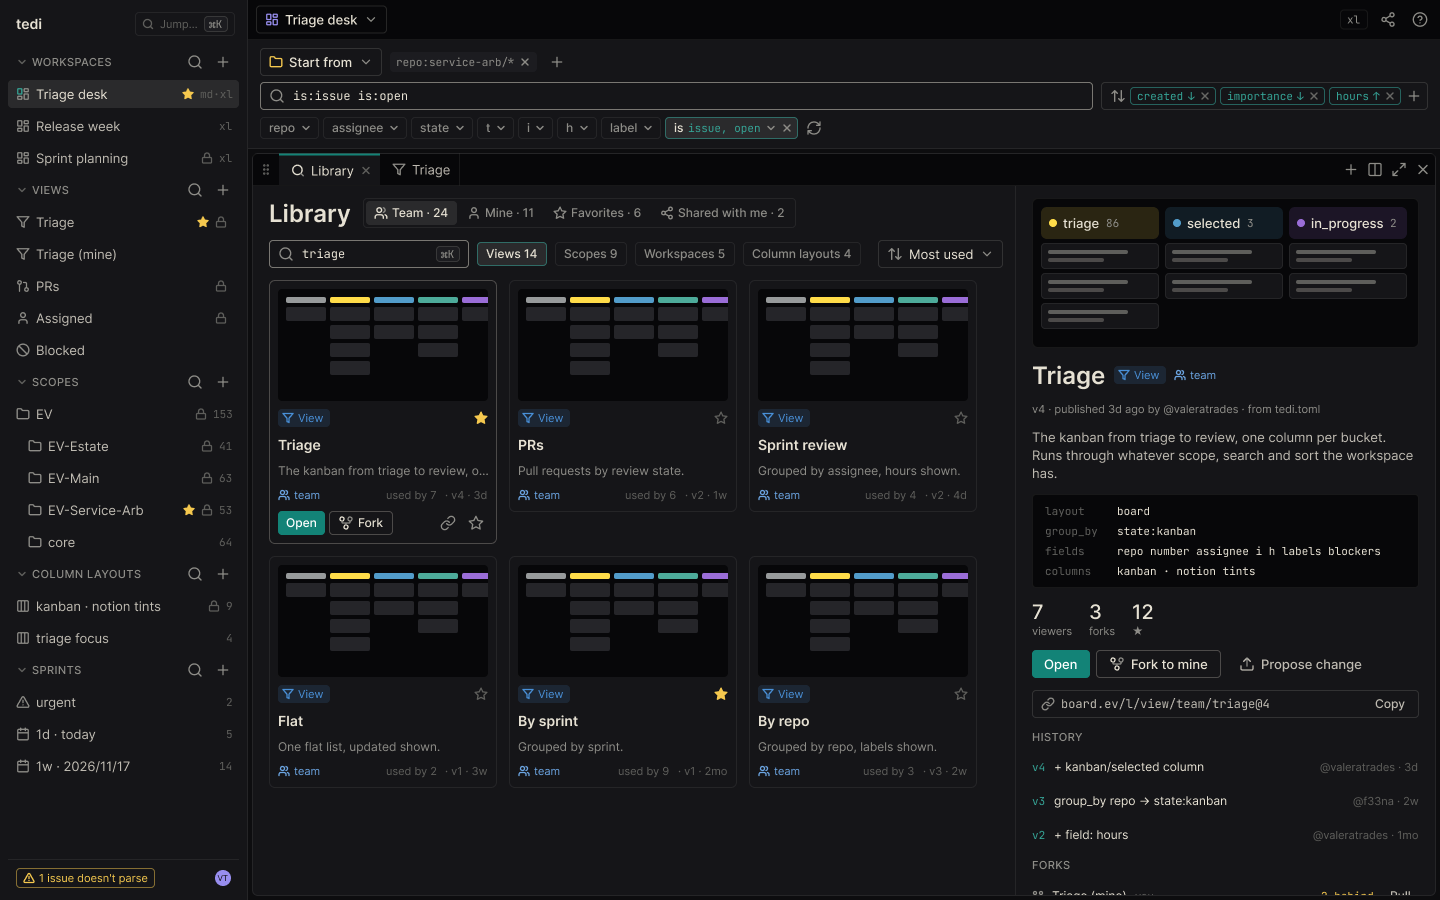 tedi
Jump... ⌘K
WORKSPACES
Triage desk md·xl
Release week xl
Sprint planning xl
VIEWS
Triage
Triage (mine)
PRs
Assigned
Blocked
SCOPES
EV 153
EV-Estate 41
EV-Main 63
EV-Service-Arb 53
core 64
COLUMN LAYOUTS
kanban · notion tints 9
triage focus 4
SPRINTS
urgent 2
1d · today 5
1w · 2026/11/17 14
1 issue doesn't parse VT
Triage desk xl
Start from repo:service-arb/*
is:issue is:open created ↓ importance ↓ hours ↑
repo assignee state t i h label is issue, open
Library Triage
Library Team · 24 Mine · 11 Favorites · 6 Shared with me · 2
triage ⌘K Views 14 Scopes 9 Workspaces 5 Column layouts 4 Most used
View
Triage
The kanban from triage to review, o...
team used by 7 · v4 · 3d
Open Fork
View
PRs
Pull requests by review state.
team used by 6 · v2 · 1w
View
Sprint review
Grouped by assignee, hours shown.
team used by 4 · v2 · 4d
View
Flat
One flat list, updated shown.
team used by 2 · v1 · 3w
View
By sprint
Grouped by sprint.
team used by 9 · v1 · 2mo
View
By repo
Grouped by repo, labels shown.
team used by 3 · v3 · 2w
triage 86 selected 3 in_progress 2
Triage View team
v4 · published 3d ago by @valeratrades · from tedi.toml
The kanban from triage to review, one column per bucket.
Runs through whatever scope, search and sort the workspace
has.
layout board
group_by state:kanban
fields repo number assignee i h labels blockers
columns kanban · notion tints
7 3 12
viewers forks ★
Open Fork to mine Propose change
board.ev/l/view/team/triage@4 Copy
HISTORY
v4 + kanban/selected column @valeratrades · 3d
v3 group_by repo → state:kanban @f33na · 2w
v2 + field: hours @valeratrades · 1mo
FORKS
Triage (mine) 2 behind Pull